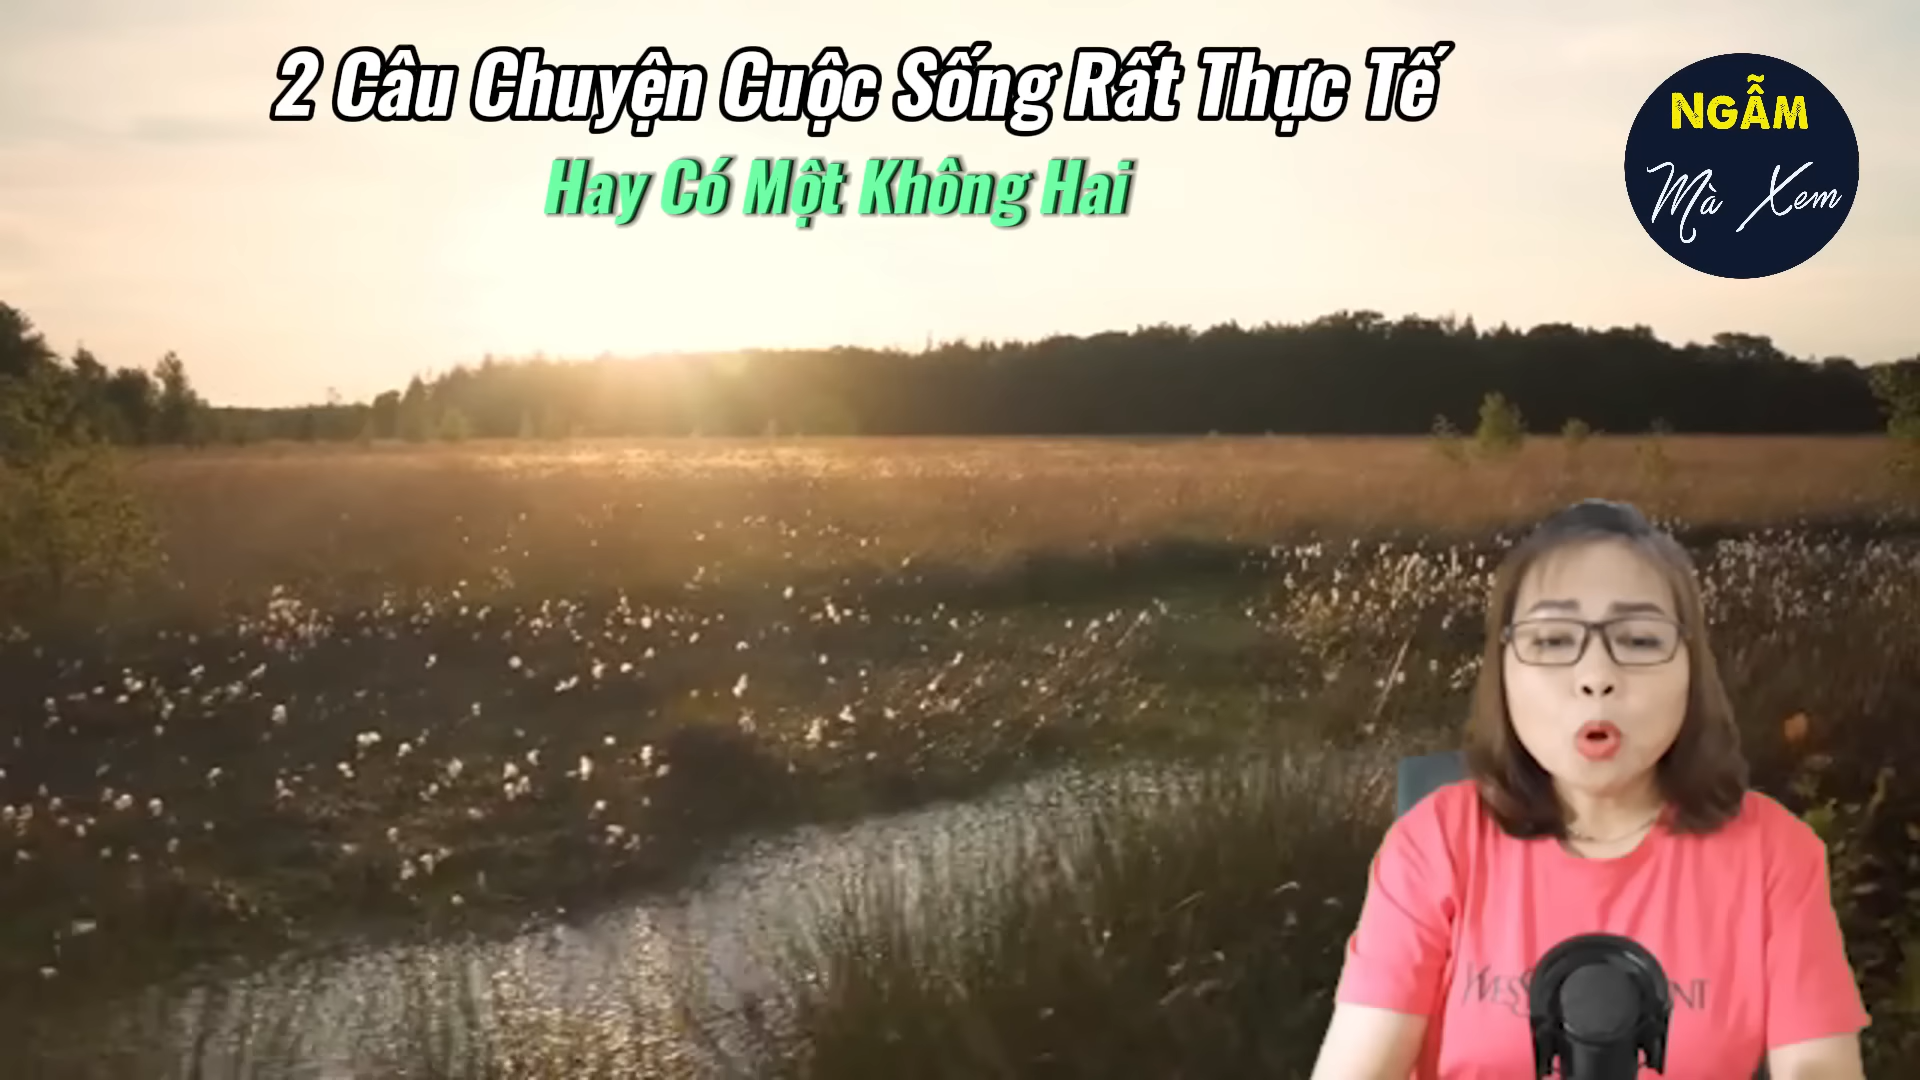 2 Câu Chuyện Cuộc Sống Rất Thực Tế
Hay Có Một Không Hai
NGẪM
Mà Xem